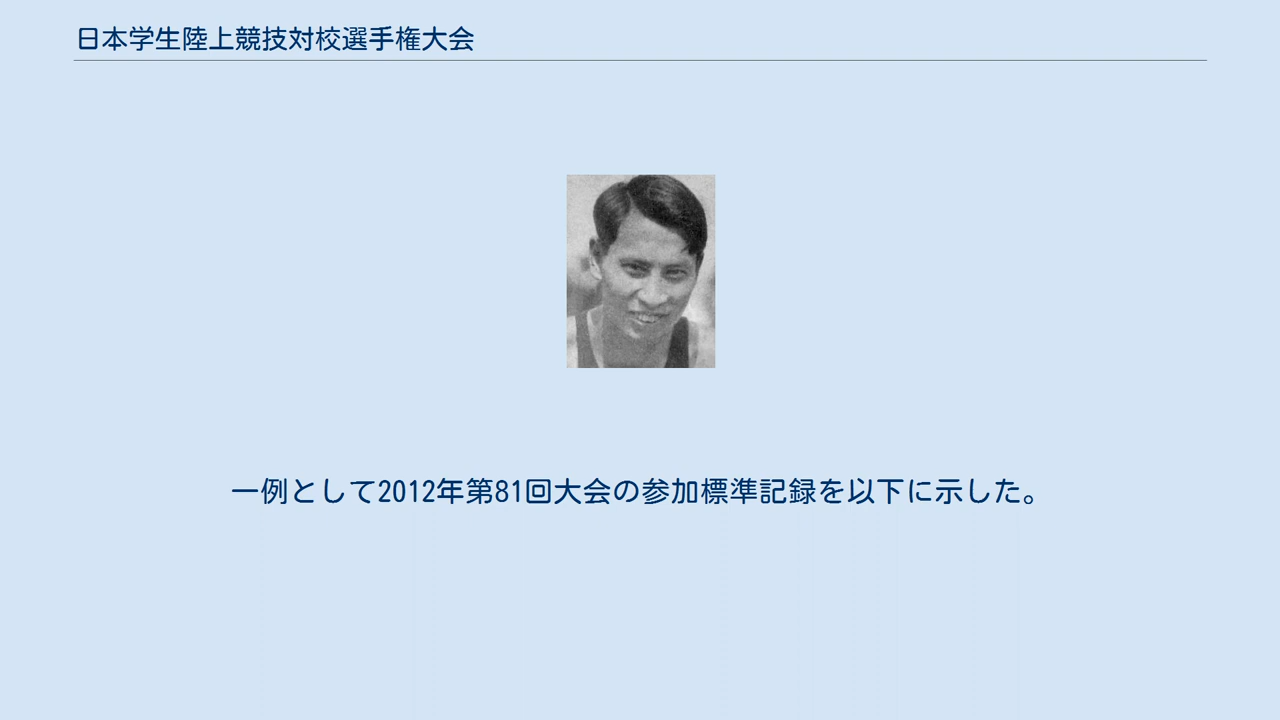 日本学生陸上競技対校選手権大会
一例として2012年第81回大会の参加標準記録を以下に示した。